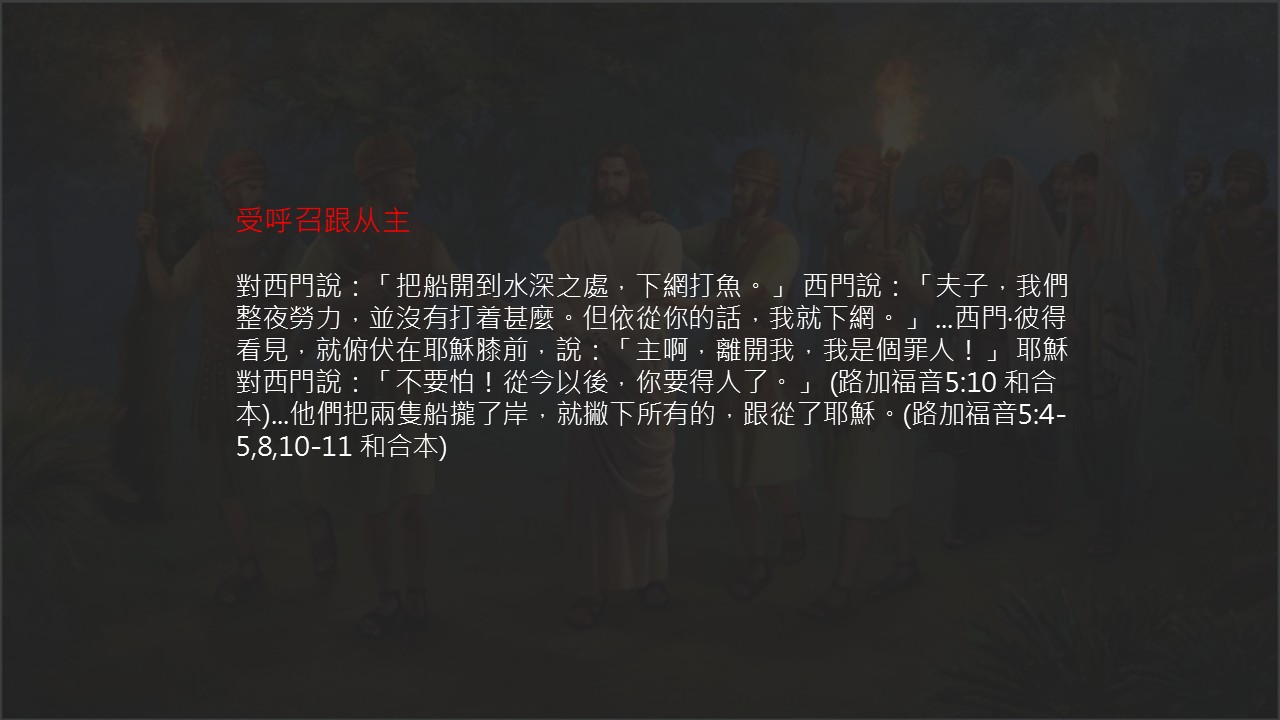 受呼召跟从主
對西門說：「把船開到水深之處，下網打魚。」 西門說：「夫子，我們
整夜勞力，並沒有打着甚麼。但依從你的話，我就下網。」 ...西門·彼得
看見，就俯伏在耶穌膝前，說：「主啊，離開我，我是個罪人！」 耶穌
對西門說：「不要怕！從今以後，你要得人了。」 (路加福音5:10 和合
本)...他們把兩隻船攏了岸，就撇下所有的，跟從了耶穌。(路加福音5:4-
5,8,10-11 和合本)